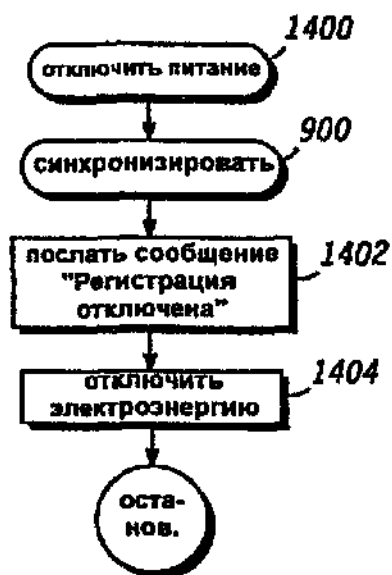 1400
отключить питание
900
синхронизировать
послать сообщение
"Регистрация
отключена"
1402
отключить
электроэнергию
1404
оста-
нов.